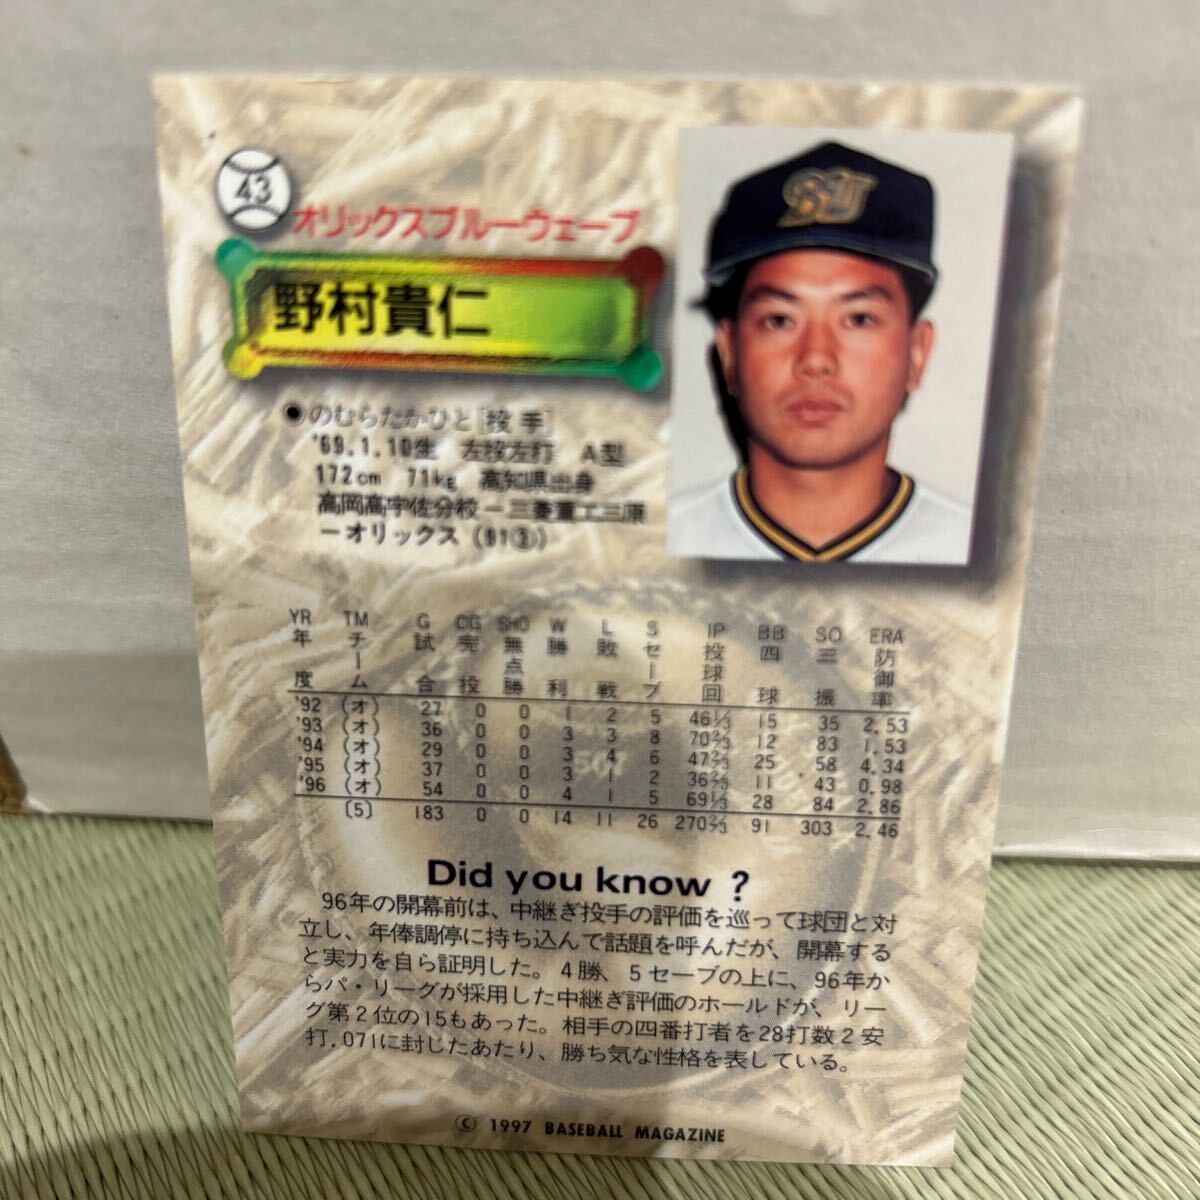 43
オリックスブルーウェーブ
野村貴仁
●のむらたかひと[投手]
'69.1.10生 左投左打 A型
172cm 71kg 高知県出身
高岡高宇佐分校－三菱重工三原
－オリックス（91③）
YR TM G CG SHO W L S IP BB SO ERA
年度 チーム 試合 完投 無点勝 勝利 敗戦 セーブ 投球回 四球 三振 防御率
'92 (オ) 27 0 0 1 2 5 46⅓ 15 35 2.53
'93 (オ) 36 0 0 3 3 8 70⅔ 12 83 1.53
'94 (オ) 29 0 0 3 4 6 47⅔ 25 58 4.34
'95 (オ) 37 0 0 3 1 2 36⅔ 11 43 0.98
'96 (オ) 54 0 0 4 1 5 69⅓ 28 84 2.86
〔5〕 183 0 0 14 11 26 270⅔ 91 303 2.46
Did you know ?
96年の開幕前は、中継ぎ投手の評価を巡って球団と対
立し、年俸調停に持ち込んで話題を呼んだが、開幕する
と実力を自ら証明した。4勝、5セーブの上に、96年か
らパ・リーグが採用した中継ぎ評価のホールドが、リー
グ第2位の15もあった。相手の四番打者を28打数2安
打.071に封じたあたり、勝ち気な性格を表している。
© 1997 BASEBALL MAGAZINE